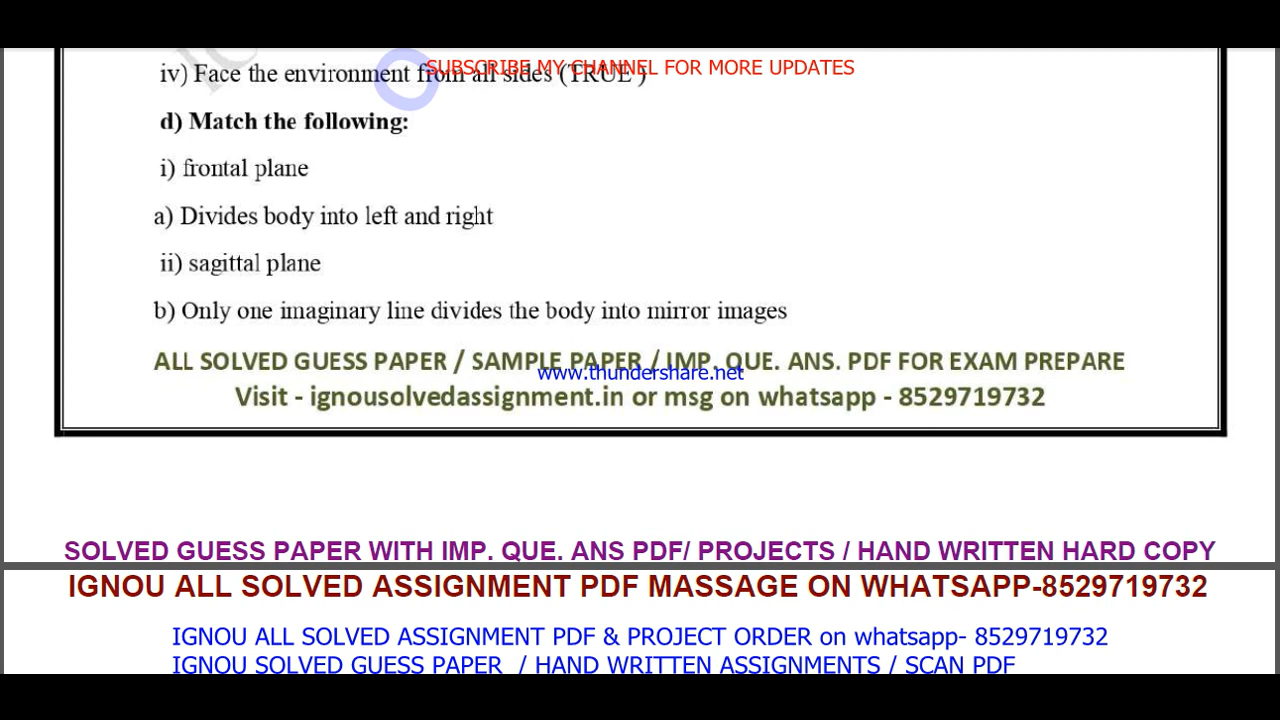 iv) Face the environment from all sides (TRUE )
SUBSCRIBE MY CHANNEL FOR MORE UPDATES
d) Match the following:
i) frontal plane
a) Divides body into left and right
ii) sagittal plane
b) Only one imaginary line divides the body into mirror images
ALL SOLVED GUESS PAPER / SAMPLE PAPER / IMP. QUE. ANS. PDF FOR EXAM PREPARE
www.thundershare.net
Visit - ignousolvedassignment.in or msg on whatsapp - 8529719732
SOLVED GUESS PAPER WITH IMP. QUE. ANS PDF/ PROJECTS / HAND WRITTEN HARD COPY
IGNOU ALL SOLVED ASSIGNMENT PDF MASSAGE ON WHATSAPP-8529719732
IGNOU ALL SOLVED ASSIGNMENT PDF & PROJECT ORDER on whatsapp- 8529719732
IGNOU SOLVED GUESS PAPER / HAND WRITTEN ASSIGNMENTS / SCAN PDF